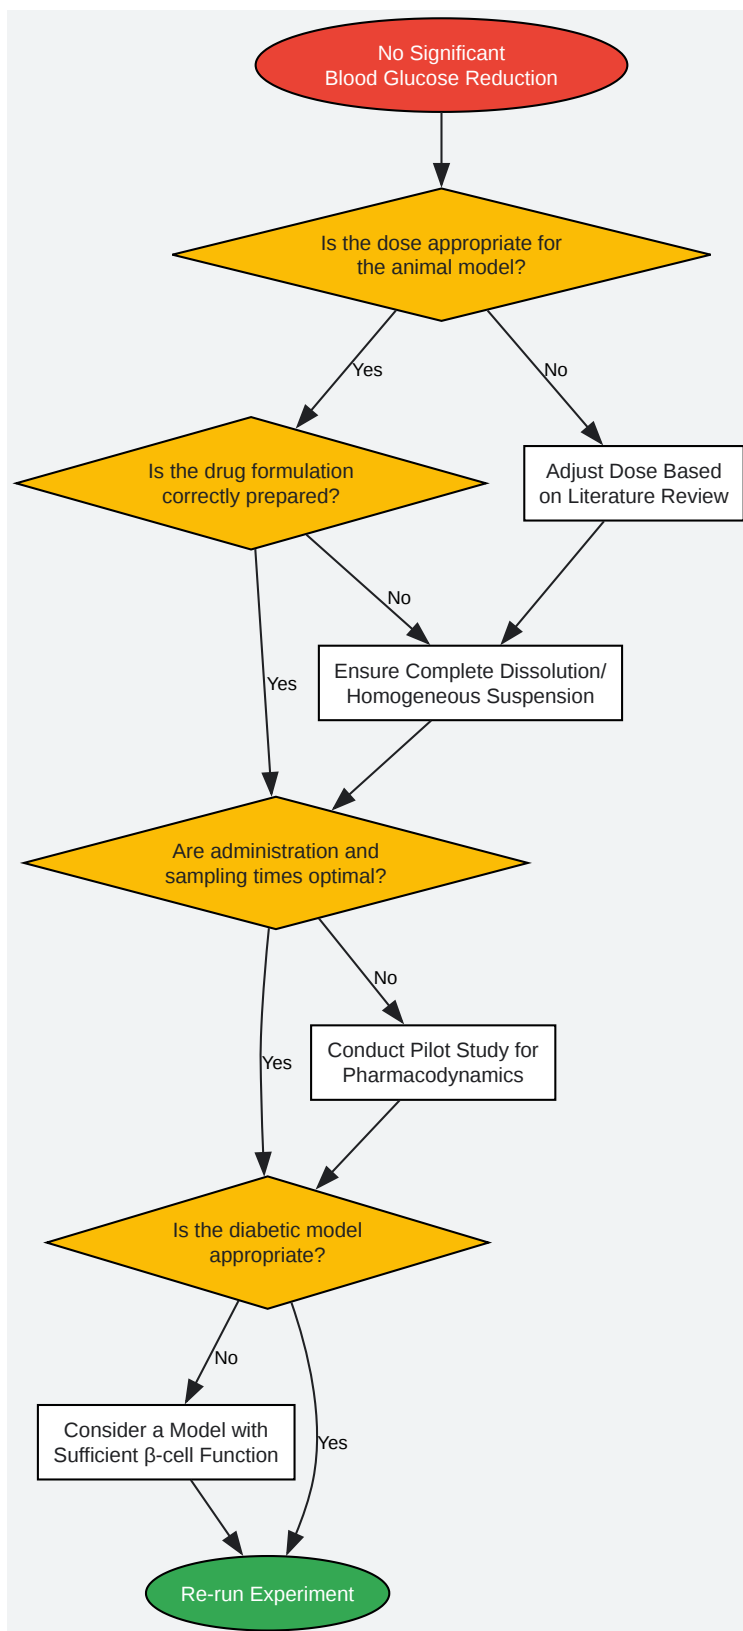 No Significant
Blood Glucose Reduction
Is the dose appropriate for
the animal model?
Yes
No
Is the drug formulation
correctly prepared?
Adjust Dose Based
on Literature Review
No
Yes
Ensure Complete Dissolution/
Homogeneous Suspension
Are administration and
sampling times optimal?
No
Yes
Conduct Pilot Study for
Pharmacodynamics
Is the diabetic model
appropriate?
No
Yes
Consider a Model with
Sufficient β-cell Function
Re-run Experiment